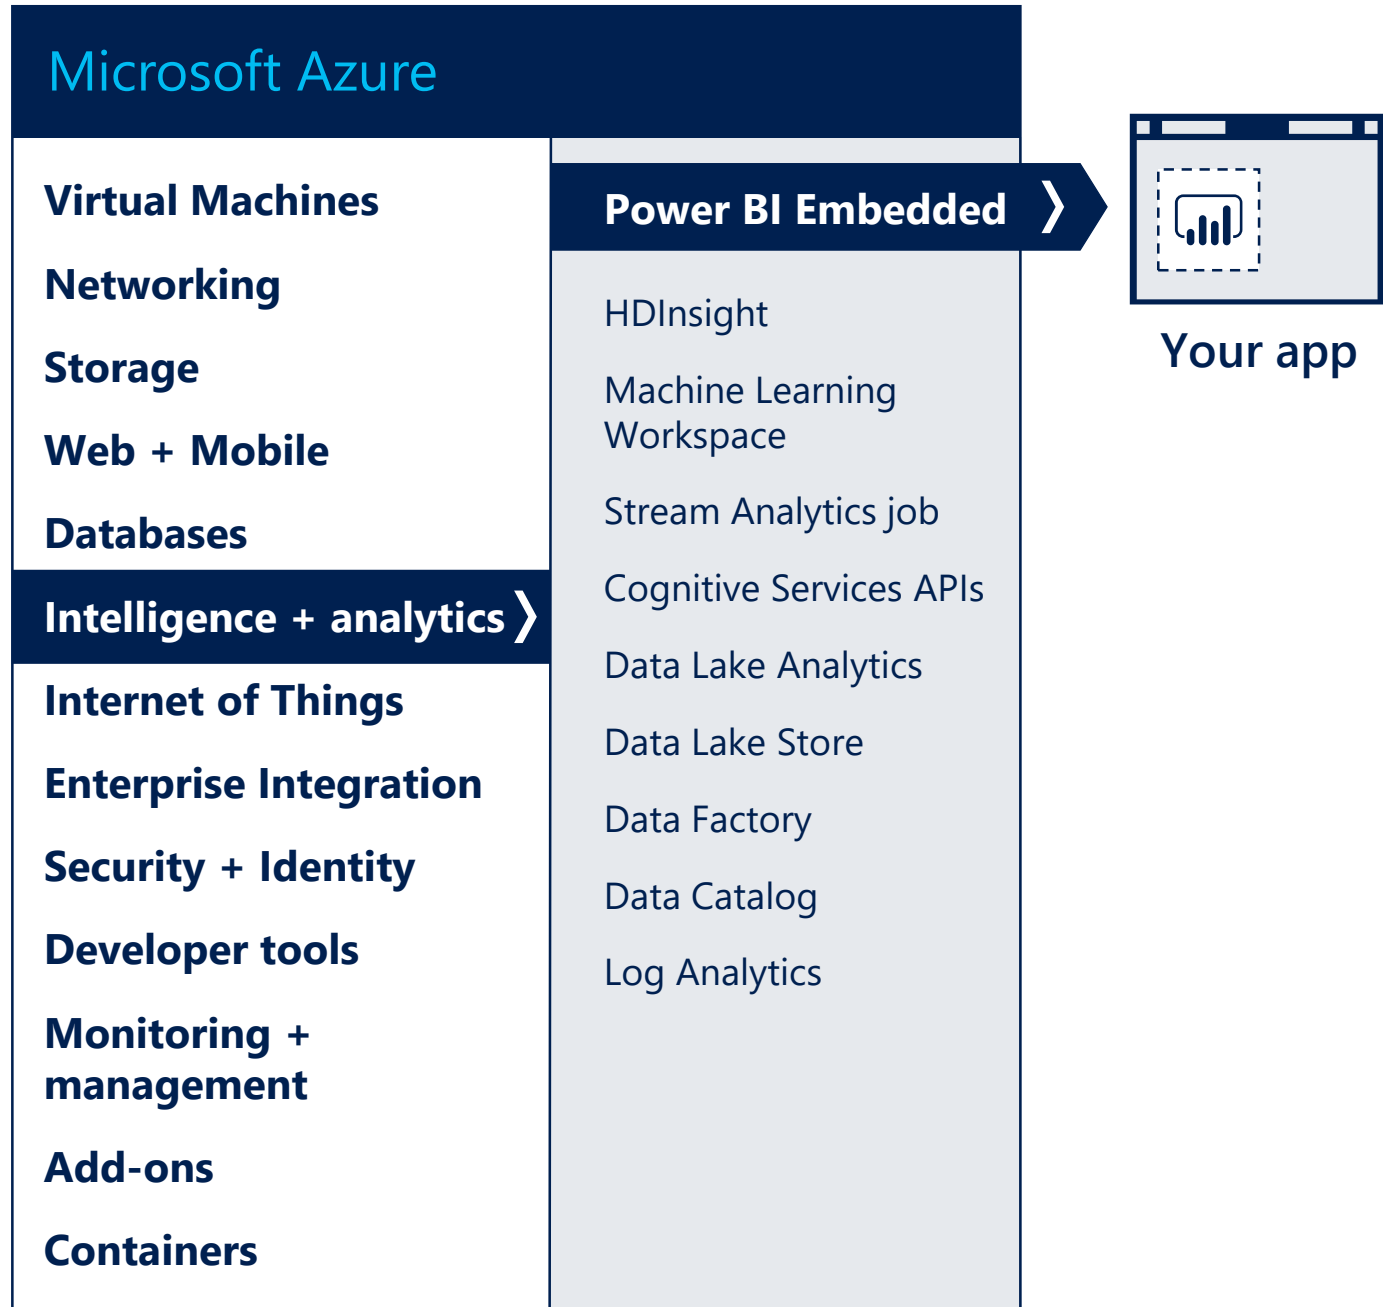 Microsoft Azure
Virtual Machines
Networking
Storage
Web + Mobile
Databases
Intelligence + analytics
Internet of Things
Enterprise Integration
Security + Identity
Developer tools
Monitoring +
management
Add-ons
Containers
Power BI Embedded
HDInsight
Machine Learning
Workspace
Stream Analytics job
Cognitive Services APIs
Data Lake Analytics
Data Lake Store
Data Factory
Data Catalog
Log Analytics
Your app